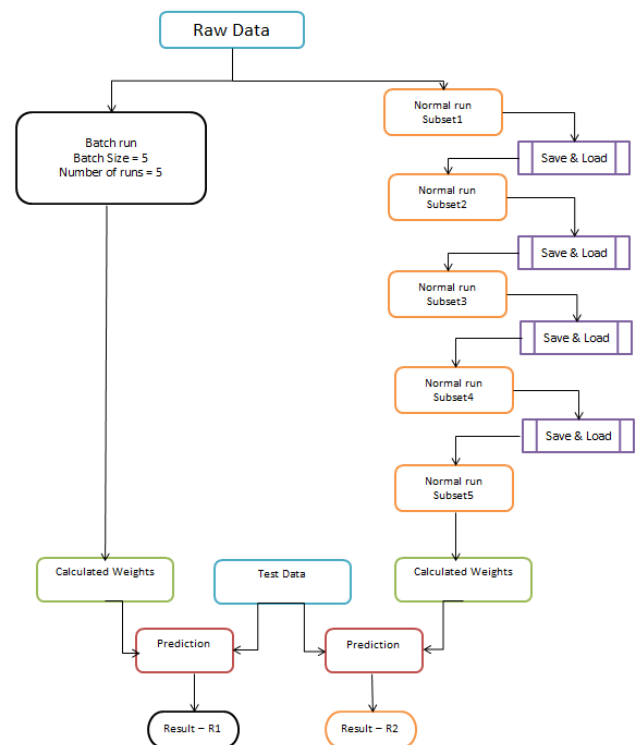 Raw Data
Batch run
Batch Size = 5
Number of runs = 5
Normal run
Subset1
Save & Load
Normal run
Subset2
Save & Load
Normal run
Subset3
Save & Load
Normal run
Subset4
Save & Load
Normal run
Subset5
Calculated Weights
Test Data
Calculated Weights
Prediction
Prediction
Result – R1
Result – R2